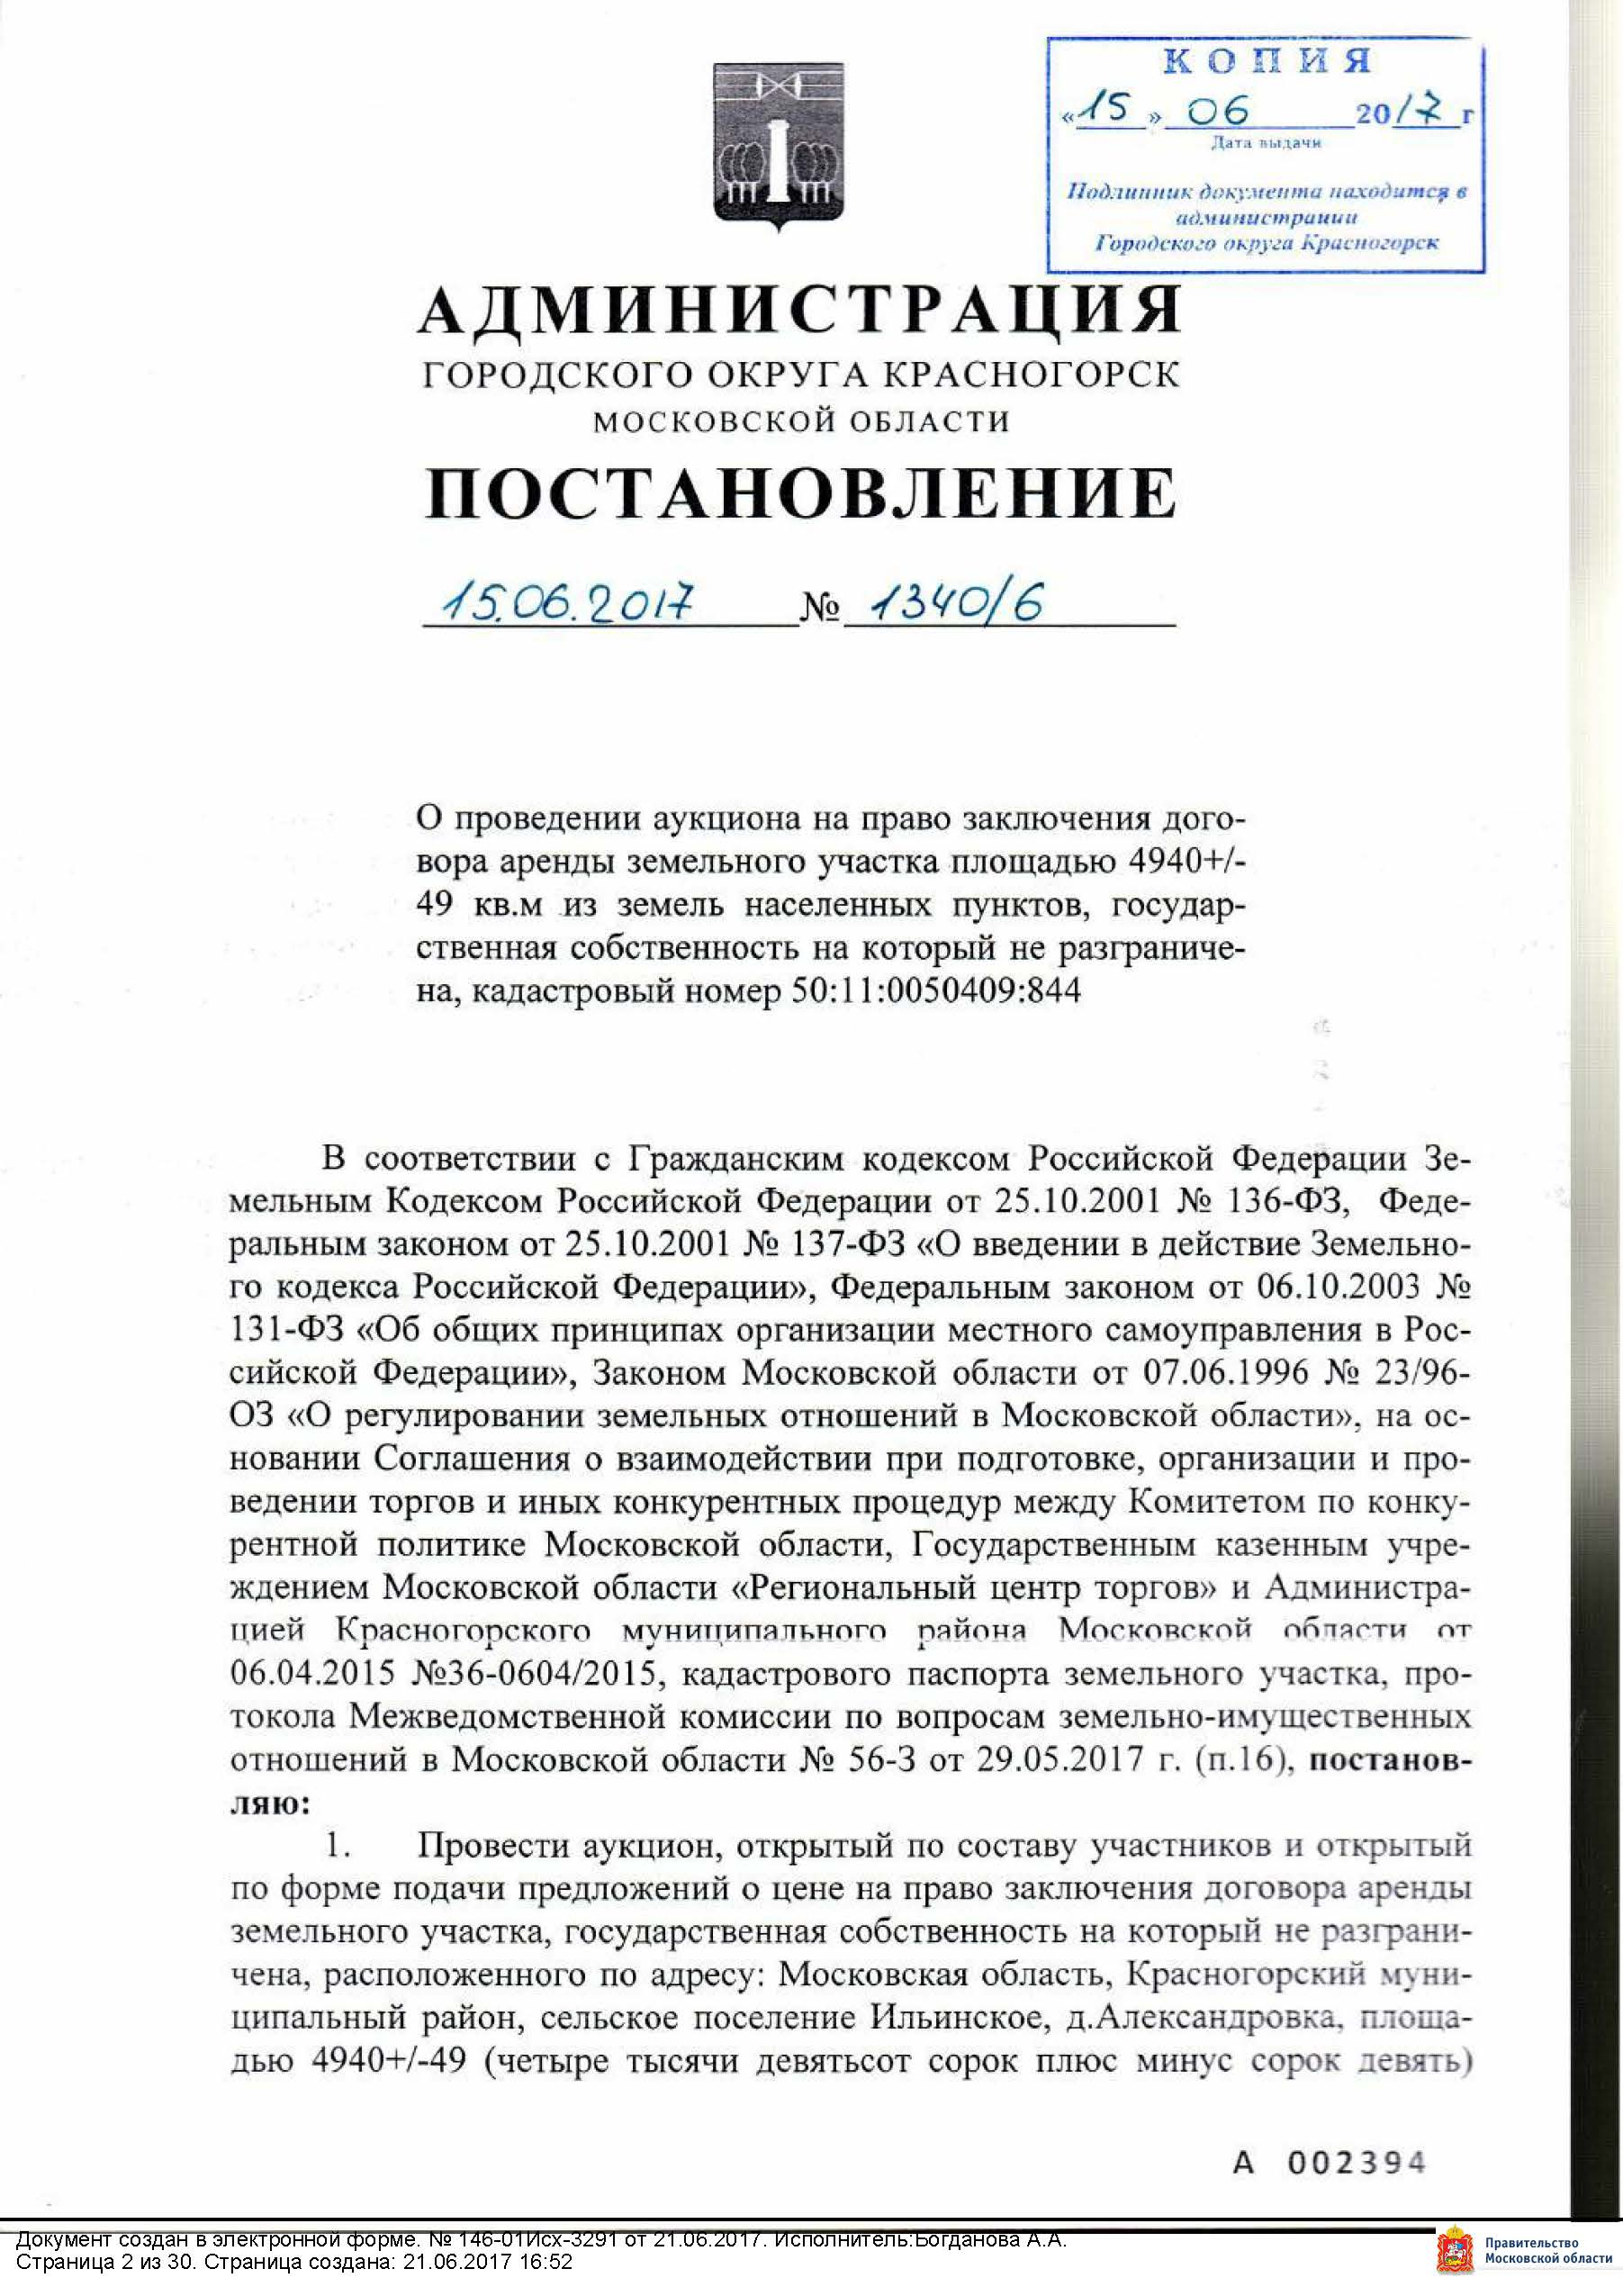 КОПИЯ
«15» 06 2017 г
Дата выдачи
Подлинник документа находится в
администрации
Городского округа Красногорск
АДМИНИСТРАЦИЯ
ГОРОДСКОГО ОКРУГА КРАСНОГОРСК
МОСКОВСКОЙ ОБЛАСТИ
ПОСТАНОВЛЕНИЕ
15.06.2017 № 1340/6
О проведении аукциона на право заключения дого-
вора аренды земельного участка площадью 4940+/-
49 кв.м из земель населенных пунктов, государ-
ственная собственность на который не разграниче-
на, кадастровый номер 50:11:0050409:844
В соответствии с Гражданским кодексом Российской Федерации Зе-
мельным Кодексом Российской Федерации от 25.10.2001 № 136-ФЗ, Феде-
ральным законом от 25.10.2001 № 137-ФЗ «О введении в действие Земельно-
го кодекса Российской Федерации», Федеральным законом от 06.10.2003 №
131-ФЗ «Об общих принципах организации местного самоуправления в Рос-
сийской Федерации», Законом Московской области от 07.06.1996 № 23/96-
ОЗ «О регулировании земельных отношений в Московской области», на ос-
новании Соглашения о взаимодействии при подготовке, организации и про-
ведении торгов и иных конкурентных процедур между Комитетом по конку-
рентной политике Московской области, Государственным казенным учре-
ждением Московской области «Региональный центр торгов» и Администра-
цией Красногорского муниципального района Московской области от
06.04.2015 №36-0604/2015, кадастрового паспорта земельного участка, про-
токола Межведомственной комиссии по вопросам земельно-имущественных
отношений в Московской области № 56-З от 29.05.2017 г. (п.16), постанов-
ляю:
1. Провести аукцион, открытый по составу участников и открытый
по форме подачи предложений о цене на право заключения договора аренды
земельного участка, государственная собственность на который не разграни-
чена, расположенного по адресу: Московская область, Красногорский муни-
ципальный район, сельское поселение Ильинское, д.Александровка, площа-
дью 4940+/-49 (четыре тысячи девятьсот сорок плюс минус сорок девять)
А 002394
Документ создан в электронной форме. № 146-01Исх-3291 от 21.06.2017. Исполнитель:Богданова А.А.
Страница 2 из 30. Страница создана: 21.06.2017 16:52
Правительство
Московской области